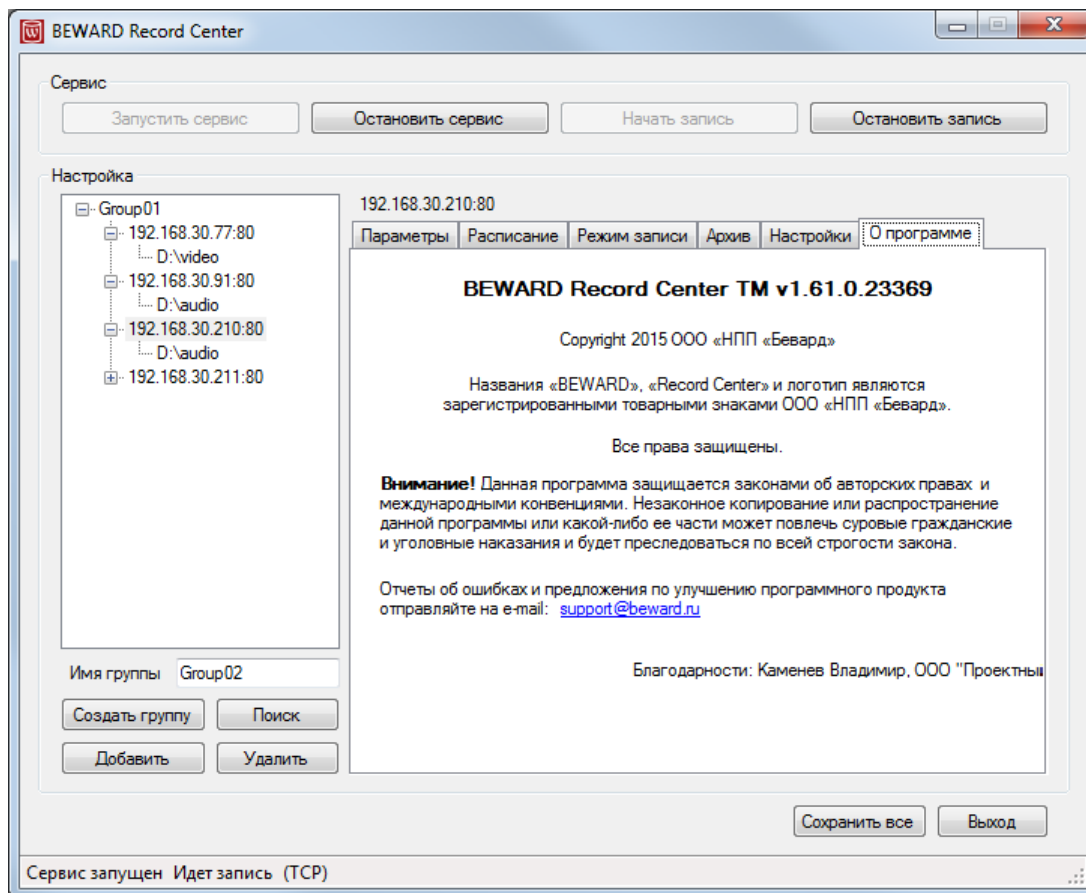 BEWARD Record Center
Сервис
Запустить сервис
Остановить сервис
Начать запись
Остановить запись
Настройка
Group01
192.168.30.77:80
D:\video
192.168.30.91:80
D:\audio
192.168.30.210:80
D:\audio
192.168.30.211:80
Имя группы Group02
Создать группу
Поиск
Добавить
Удалить
192.168.30.210:80
Параметры Расписание Режим записи Архив Настройки О программе
BEWARD Record Center TM v1.61.0.23369
Copyright 2015 ООО «НПП «Бевард»
Названия «BEWARD», «Record Center» и логотип являются
зарегистрированными товарными знаками ООО «НПП «Бевард».
Все права защищены.
Внимание! Данная программа защищается законами об авторских правах и
международными конвенциями. Незаконное копирование или распространение
данной программы или какой-либо ее части может повлечь суровые гражданские
и уголовные наказания и будет преследоваться по всей строгости закона.
Отчеты об ошибках и предложения по улучшению программного продукта
отправляйте на e-mail: support@beward.ru
Благодарности: Каменев Владимир, ООО "Проектны
Сохранить все
Выход
Сервис запущен Идет запись (TCP)